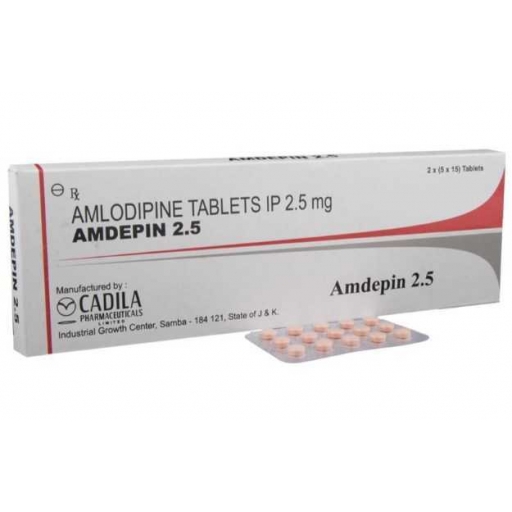 AMDEPIN 2.5
2 x (5 x 15) Tablets
Rx
AMLODIPINE TABLETS IP 2.5 mg
AMDEPIN 2.5
AMDEPIN 2.5
Manufactured by :
CADILA
PHARMACEUTICALS
LIMITED
Industrial Growth Center, Samba - 184 121, State of J & K.
Amdepin 2.5